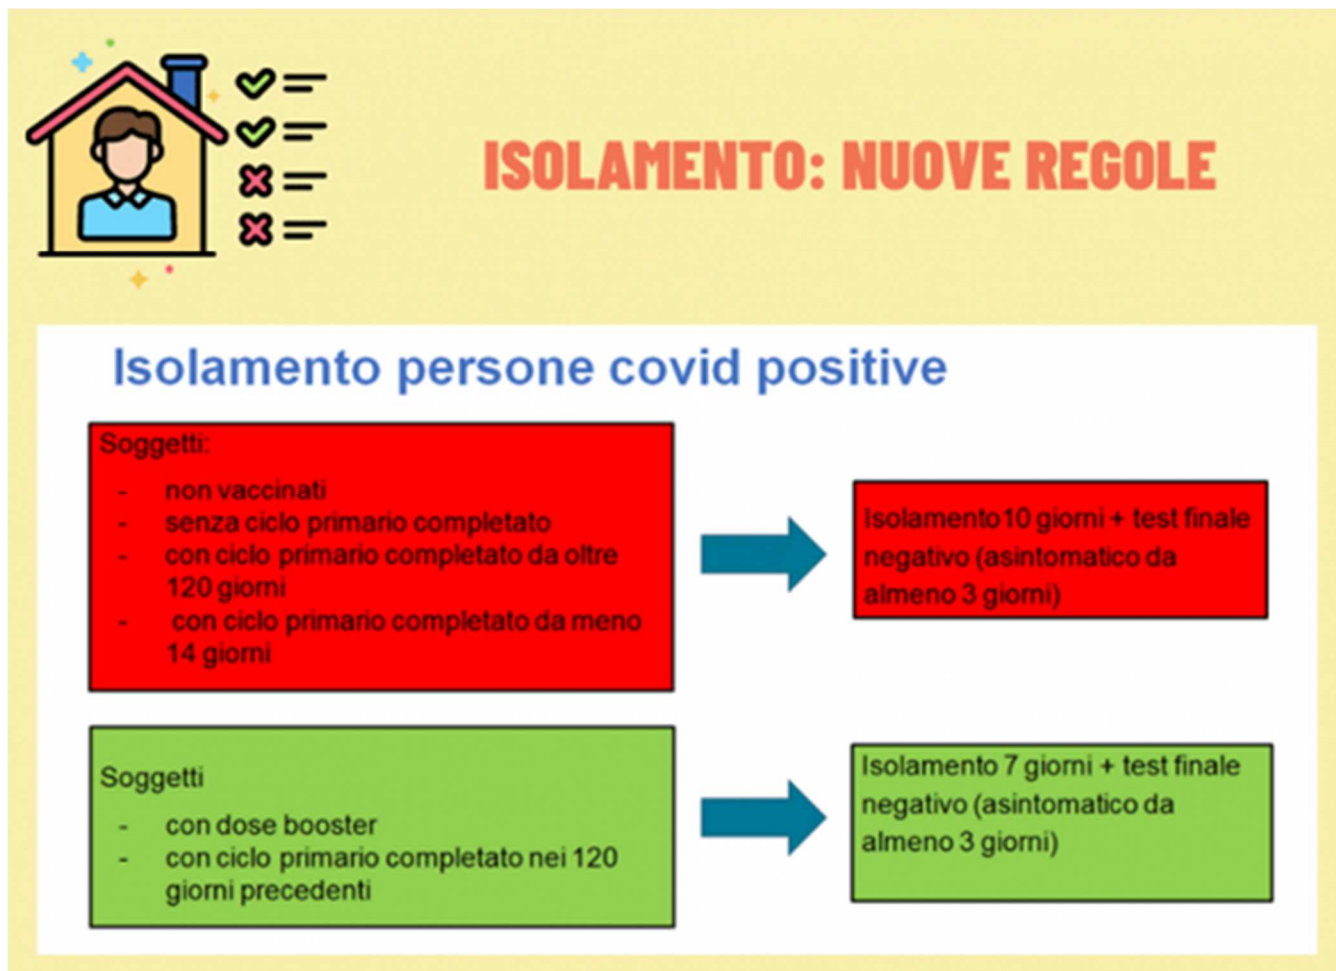 ISOLAMENTO: NUOVE REGOLE
Isolamento persone covid positive
Soggetti:
- non vaccinati
- senza ciclo primario completato
- con ciclo primario completato da oltre
120 giorni
- con ciclo primario completato da meno
14 giorni
Isolamento10 giorni + test finale
negativo (asintomatico da
almeno 3 giorni)
Soggetti
- con dose booster
- con ciclo primario completato nei 120
giorni precedenti
Isolamento 7 giorni + test finale
negativo (asintomatico da
almeno 3 giorni)